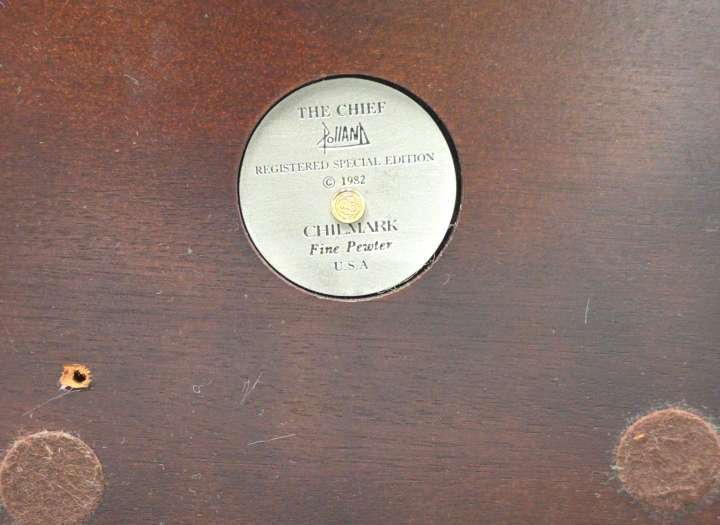 THE CHIEF
Polland
REGISTERED SPECIAL EDITION
© 1982
CHILMARK
Fine Pewter
U.S.A